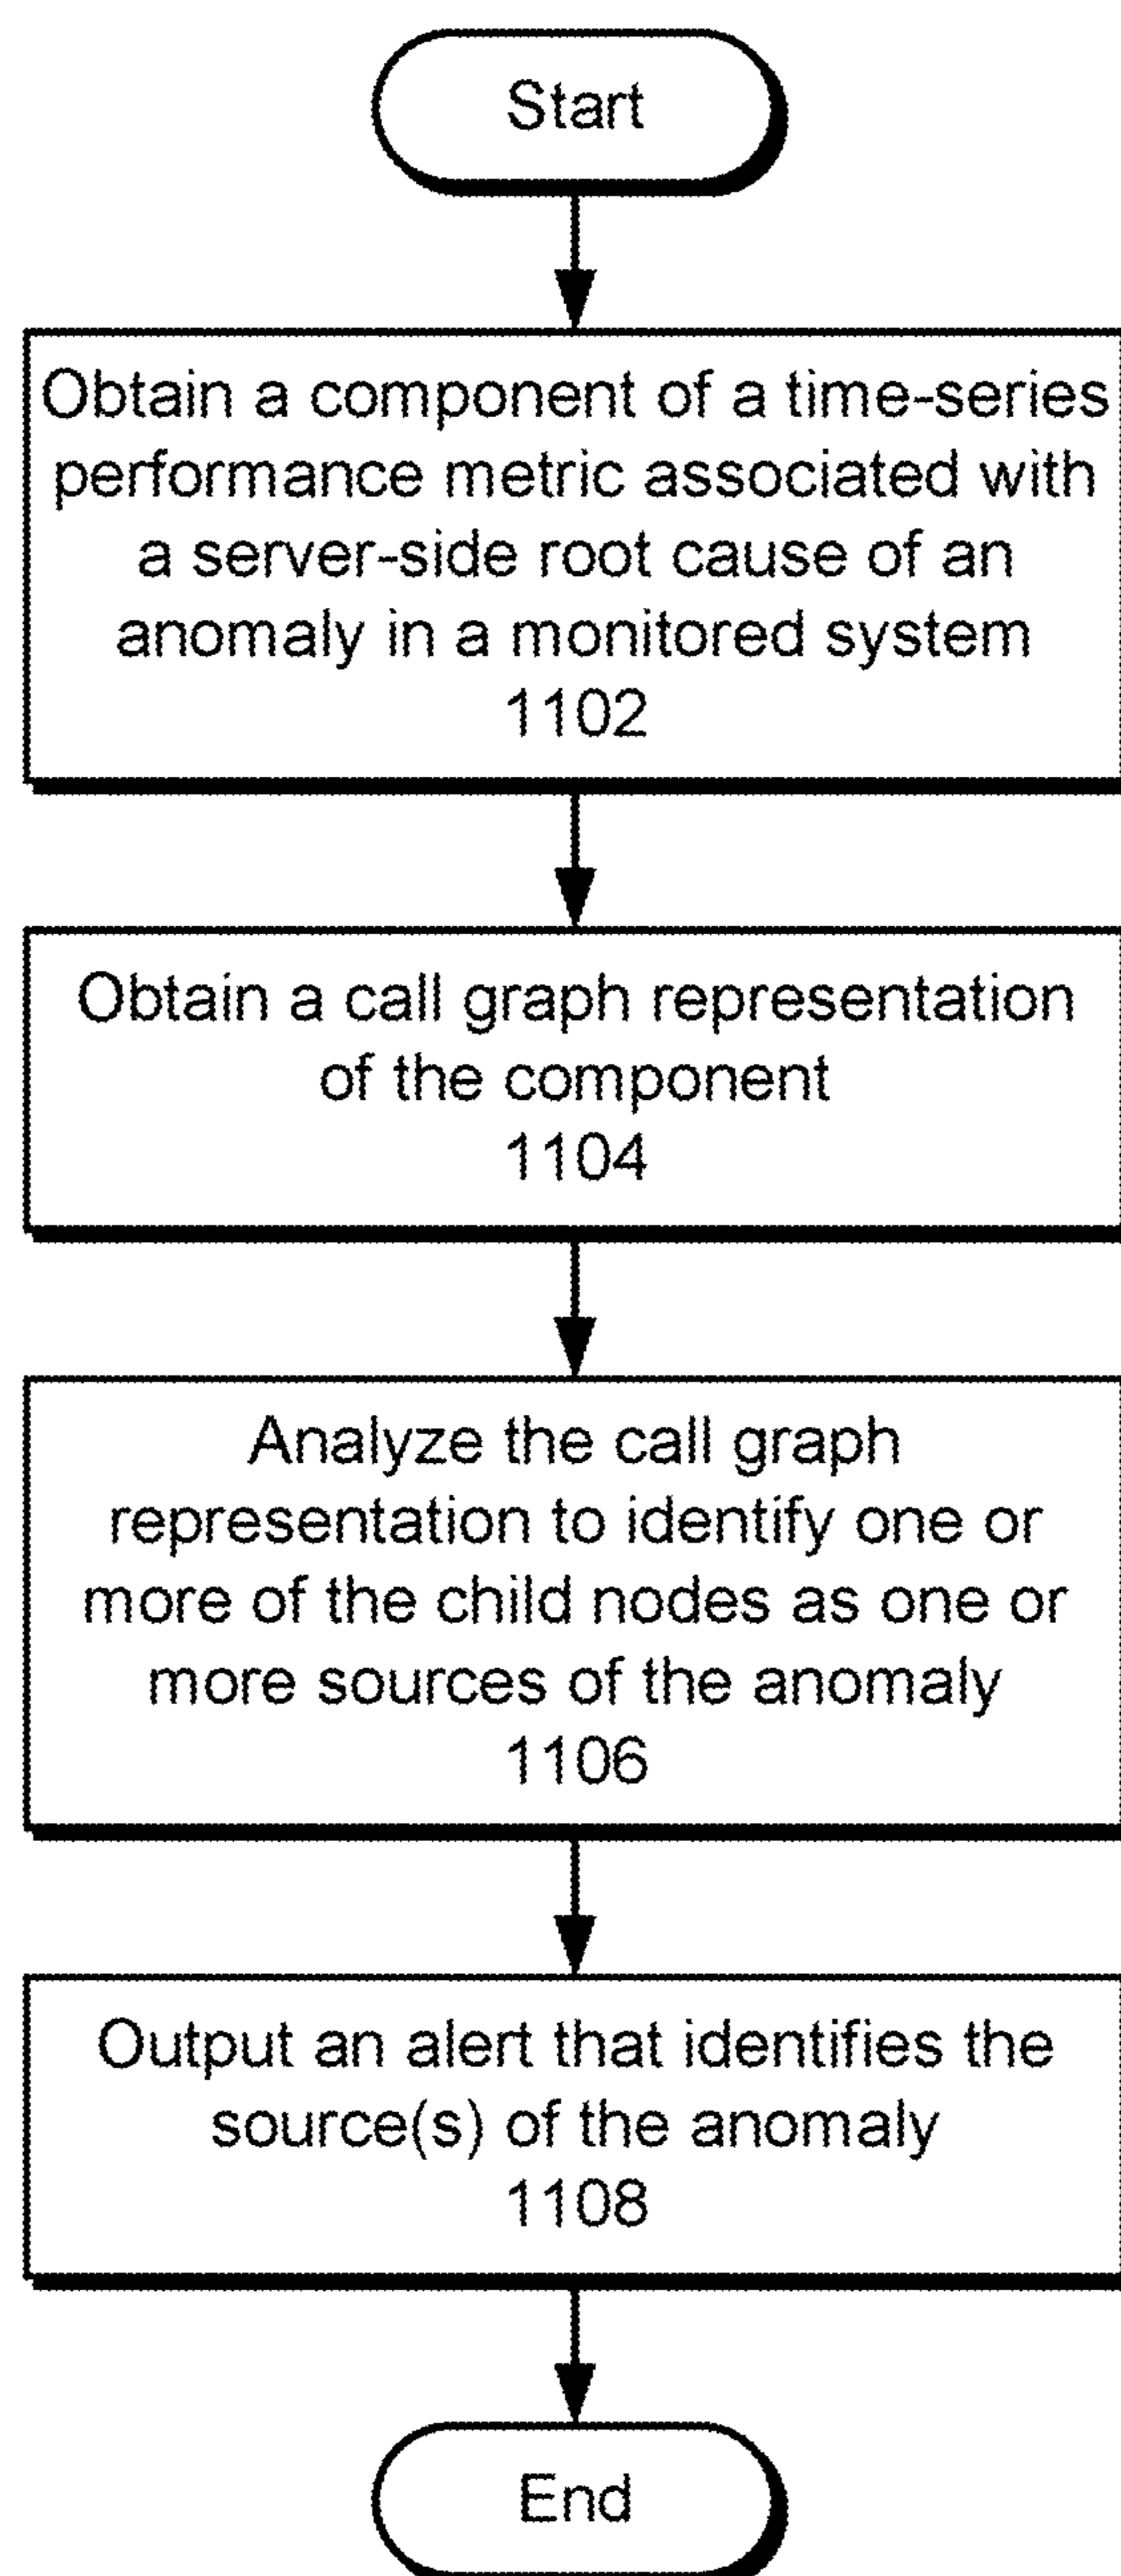 Start
Obtain a component of a time-series
performance metric associated with
a server-side root cause of an
anomaly in a monitored system
1102
Obtain a call graph representation
of the component
1104
Analyze the call graph
representation to identify one or
more of the child nodes as one or
more sources of the anomaly
1106
Output an alert that identifies the
source(s) of the anomaly
1108
End